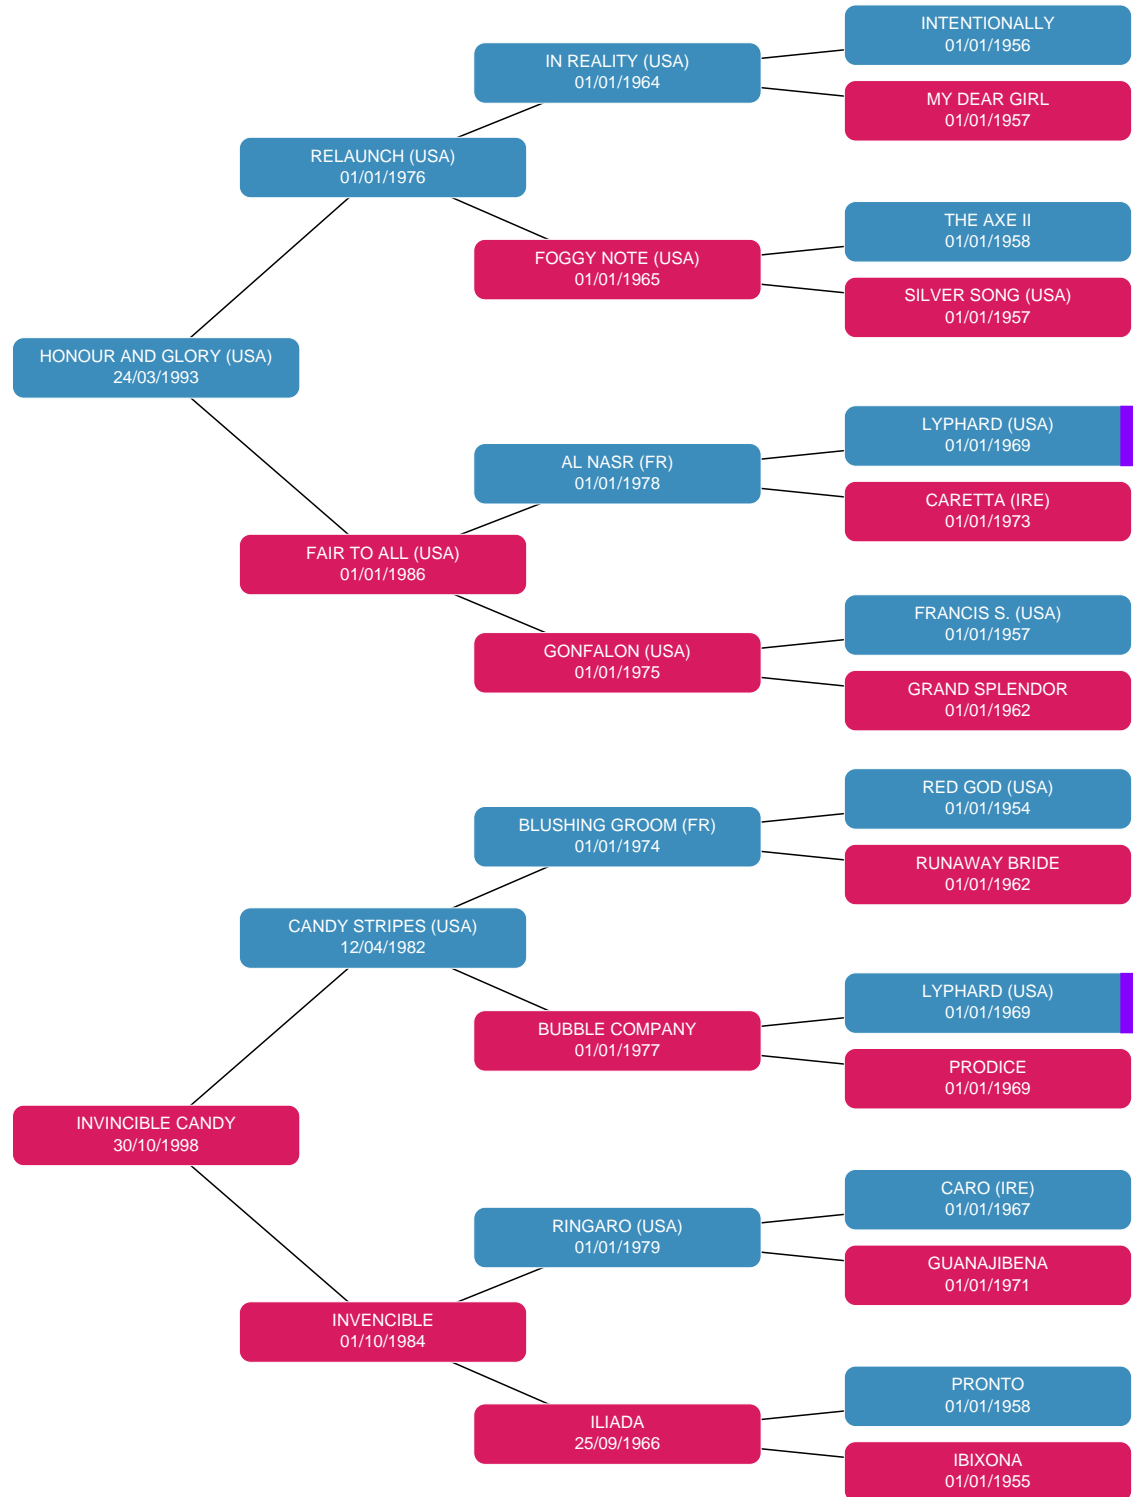 INTENTIONALLY
01/01/1956
IN REALITY (USA)
01/01/1964
MY DEAR GIRL
01/01/1957
RELAUNCH (USA)
01/01/1976
THE AXE II
01/01/1958
FOGGY NOTE (USA)
01/01/1965
SILVER SONG (USA)
01/01/1957
HONOUR AND GLORY (USA)
24/03/1993
LYPHARD (USA)
01/01/1969
AL NASR (FR)
01/01/1978
CARETTA (IRE)
01/01/1973
FAIR TO ALL (USA)
01/01/1986
FRANCIS S. (USA)
01/01/1957
GONFALON (USA)
01/01/1975
GRAND SPLENDOR
01/01/1962
RED GOD (USA)
01/01/1954
BLUSHING GROOM (FR)
01/01/1974
RUNAWAY BRIDE
01/01/1962
CANDY STRIPES (USA)
12/04/1982
LYPHARD (USA)
01/01/1969
BUBBLE COMPANY
01/01/1977
PRODICE
01/01/1969
INVINCIBLE CANDY
30/10/1998
CARO (IRE)
01/01/1967
RINGARO (USA)
01/01/1979
GUANAJIBENA
01/01/1971
INVENCIBLE
01/10/1984
PRONTO
01/01/1958
ILIADA
25/09/1966
IBIXONA
01/01/1955